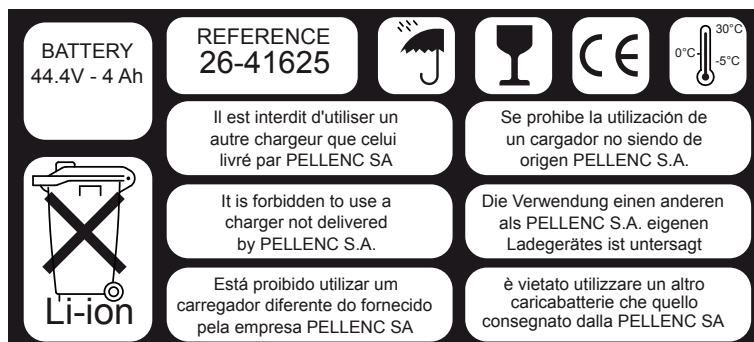 BATTERY
44.4V - 4 Ah
REFERENCE
26-41625
CE
30°C
0°C
-5°C
Il est interdit d'utiliser un
autre chargeur que celui
livré par PELLENC SA
Se prohibe la utilización de
un cargador no siendo de
origen PELLENC S.A.
It is forbidden to use a
charger not delivered
by PELLENC S.A.
Die Verwendung einen anderen
als PELLENC S.A. eigenen
Ladegerätes ist untersagt
Li-ion
Está proibido utilizar um
carregador diferente do fornecido
pela empresa PELLENC SA
è vietato utilizzare un altro
caricabatterie che quello
consegnato dalla PELLENC SA